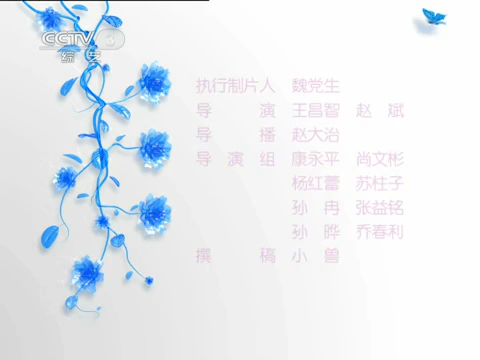 CCTV 3
综艺
执行制片人 魏党生
导演 王昌智 赵斌
导播 赵大治
导演组 康永平 尚文彬
杨红蕾 苏柱子
孙冉 张益铭
孙晔 乔春利
撰稿 小兽